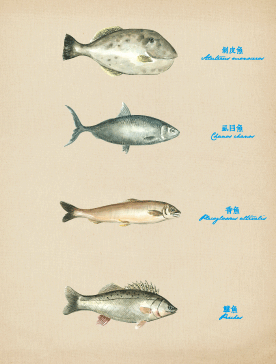 剝皮魚
Aluterus monoceros
虱目魚
Chanos chanos
香魚
Plecoglossus altivelis
鱸魚